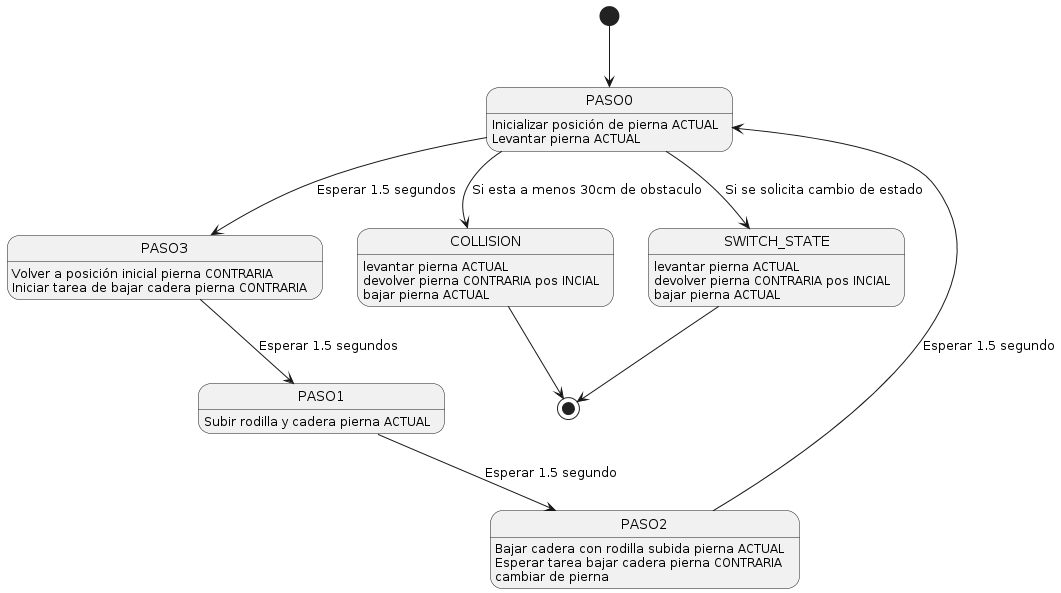 PASO0
Inicializar posición de pierna ACTUAL
Levantar pierna ACTUAL
Esperar 1.5 segundos
Si esta a menos 30cm de obstaculo
Si se solicita cambio de estado
PASO3
Volver a posición inicial pierna CONTRARIA
Iniciar tarea de bajar cadera pierna CONTRARIA
COLLISION
levantar pierna ACTUAL
devolver pierna CONTRARIA pos INCIAL
bajar pierna ACTUAL
SWITCH_STATE
levantar pierna ACTUAL
devolver pierna CONTRARIA pos INCIAL
bajar pierna ACTUAL
Esperar 1.5 segundos
Esperar 1.5 segundo
PASO1
Subir rodilla y cadera pierna ACTUAL
Esperar 1.5 segundo
PASO2
Bajar cadera con rodilla subida pierna ACTUAL
Esperar tarea bajar cadera pierna CONTRARIA
cambiar de pierna